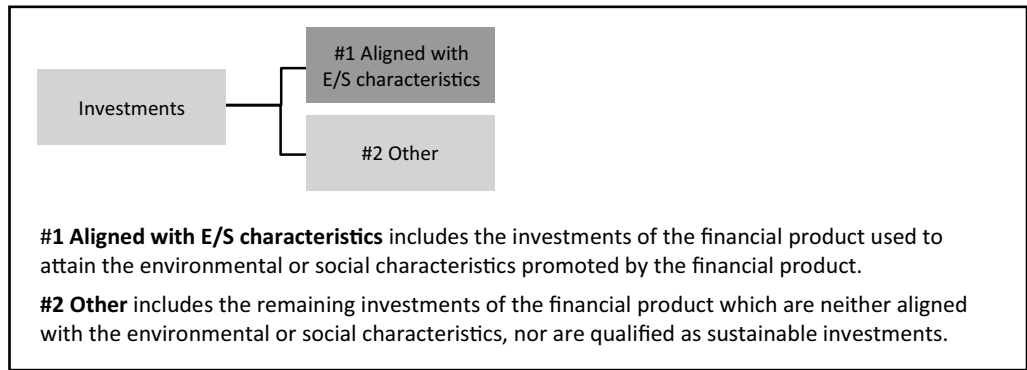 #1 Aligned with
E/S characteristics
Investments
#2 Other
#1 Aligned with E/S characteristics includes the investments of the financial product used to
attain the environmental or social characteristics promoted by the financial product.
#2 Other includes the remaining investments of the financial product which are neither aligned
with the environmental or social characteristics, nor are qualified as sustainable investments.